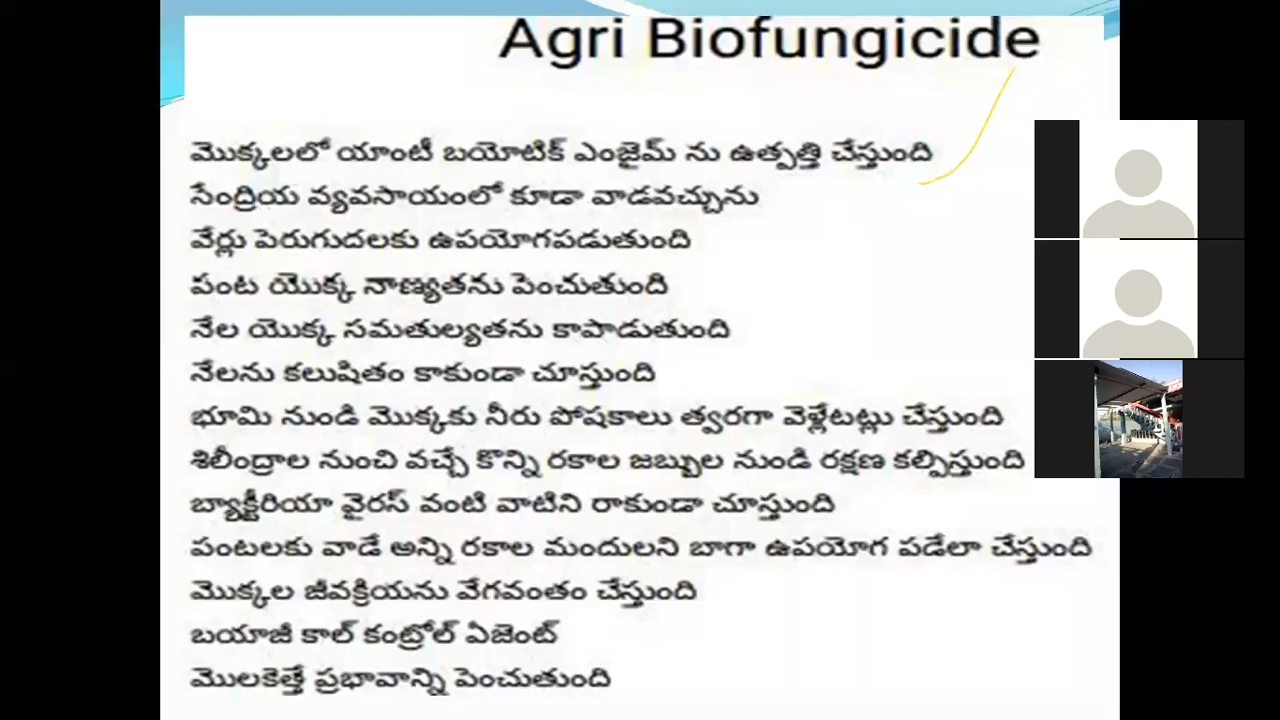 Agri Biofungicide
మొక్కలలో యాంటీ బయోటిక్ ఎంజైమ్ ను ఉత్పత్తి చేస్తుంది
సేంద్రియ వ్యవసాయంలో కూడా వాడవచ్చును
వేర్లు పెరుగుదలకు ఉపయోగపడుతుంది
పంట యొక్క నాణ్యతను పెంచుతుంది
నేల యొక్క సమతుల్యతను కాపాడుతుంది
నేలను కలుషితం కాకుండా చూస్తుంది
భూమి నుండి మొక్కకు నీరు పోషకాలు త్వరగా వెళ్లేటట్లు చేస్తుంది
శిలీంద్రాల నుంచి వచ్చే కొన్ని రకాల జబ్బుల నుండి రక్షణ కల్పిస్తుంది
బ్యాక్టీరియా వైరస్ వంటి వాటిని రాకుండా చూస్తుంది
పంటలకు వాడే అన్ని రకాల మందులని బాగా ఉపయోగ పడేలా చేస్తుంది
మొక్కల జీవక్రియను వేగవంతం చేస్తుంది
బయాజీ కాల్ కంట్రోల్ ఏజెంట్
మొలకెత్తే ప్రభావాన్ని పెంచుతుంది